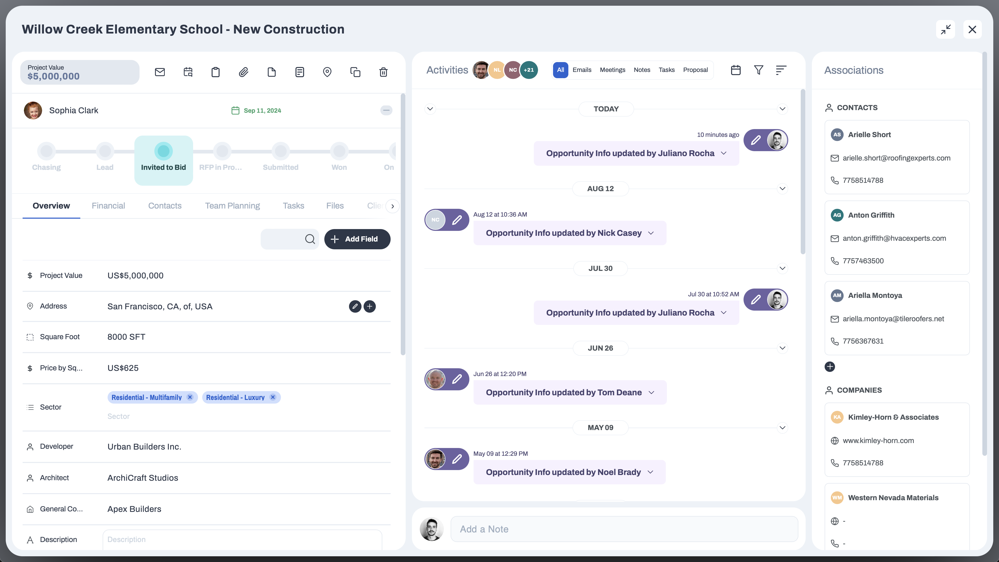 Willow Creek Elementary School - New Construction
Project Value
$5,000,000
Sophia Clark
Sep 11, 2024
Chasing
Lead
Invited to Bid
RFP in Pro...
Submitted
Won
On
Overview
Financial
Contacts
Team Planning
Tasks
Files
Clien
Add Field
Project Value
US$5,000,000
Address
San Francisco, CA, of, USA
Square Foot
8000 SFT
Price by Sq...
US$625
Sector
Residential - Multifamily
Residential - Luxury
Sector
Developer
Urban Builders Inc.
Architect
ArchiCraft Studios
General Co...
Apex Builders
Description
Description
Activities
NL
NC
+21
All
Emails
Meetings
Notes
Tasks
Proposal
TODAY
10 minutes ago
Opportunity Info updated by Juliano Rocha
AUG 12
NC
Aug 12 at 10:36 AM
Opportunity Info updated by Nick Casey
JUL 30
Jul 30 at 10:52 AM
Opportunity Info updated by Juliano Rocha
JUN 26
Jun 26 at 12:20 PM
Opportunity Info updated by Tom Deane
MAY 09
May 09 at 12:29 PM
Opportunity Info updated by Noel Brady
Add a Note
Associations
CONTACTS
AS
Arielle Short
arielle.short@roofingexperts.com
7758514788
AG
Anton Griffith
anton.griffith@hvacexperts.com
7757463500
AM
Ariella Montoya
ariella.montoya@tileroofers.net
7756367631
COMPANIES
KA
Kimley-Horn & Associates
www.kimley-horn.com
7758514788
WM
Western Nevada Materials
-
-